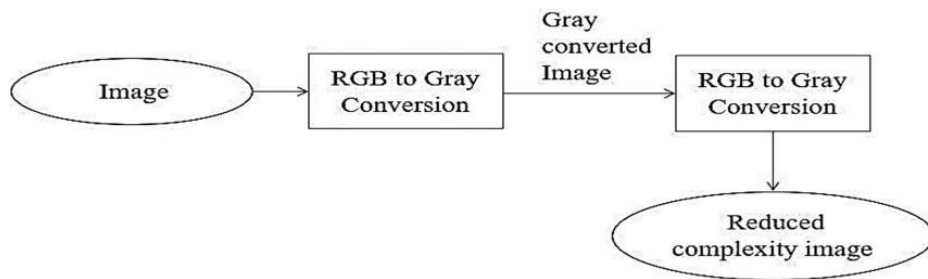 Image
RGB to Gray
Conversion
Gray
converted
Image
RGB to Gray
Conversion
Reduced
complexity image